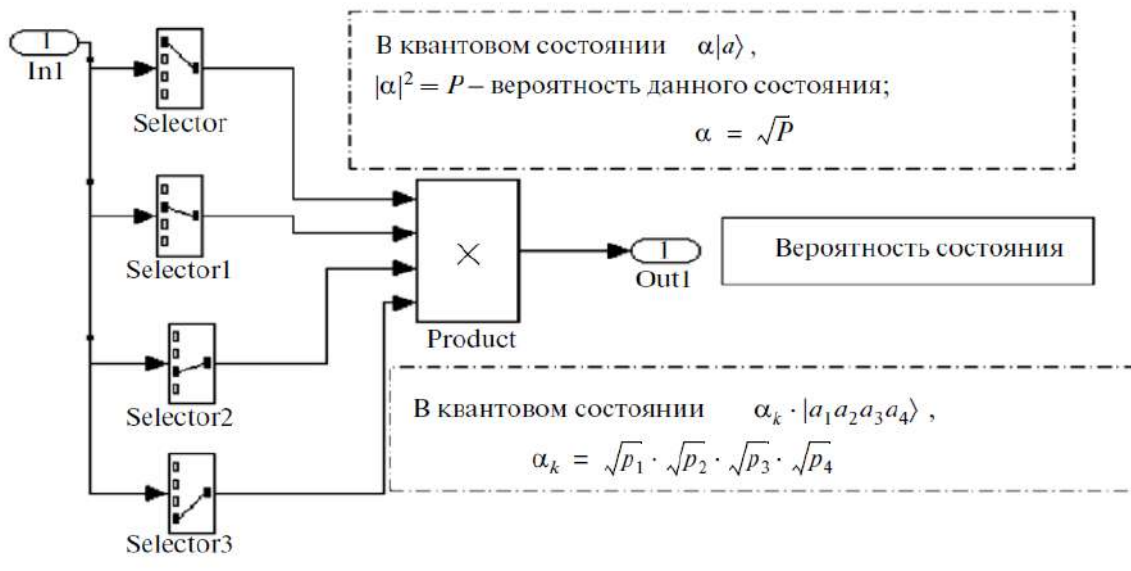 1
In1
Selector
В квантовом состоянии α|a⟩ ,
|α|² = P – вероятность данного состояния;
α = √P
Selector1
Вероятность состояния
1
Out1
Product
Selector2
В квантовом состоянии αₖ · |a₁a₂a₃a₄⟩ ,
αₖ = √p₁ · √p₂ · √p₃ · √p₄
Selector3